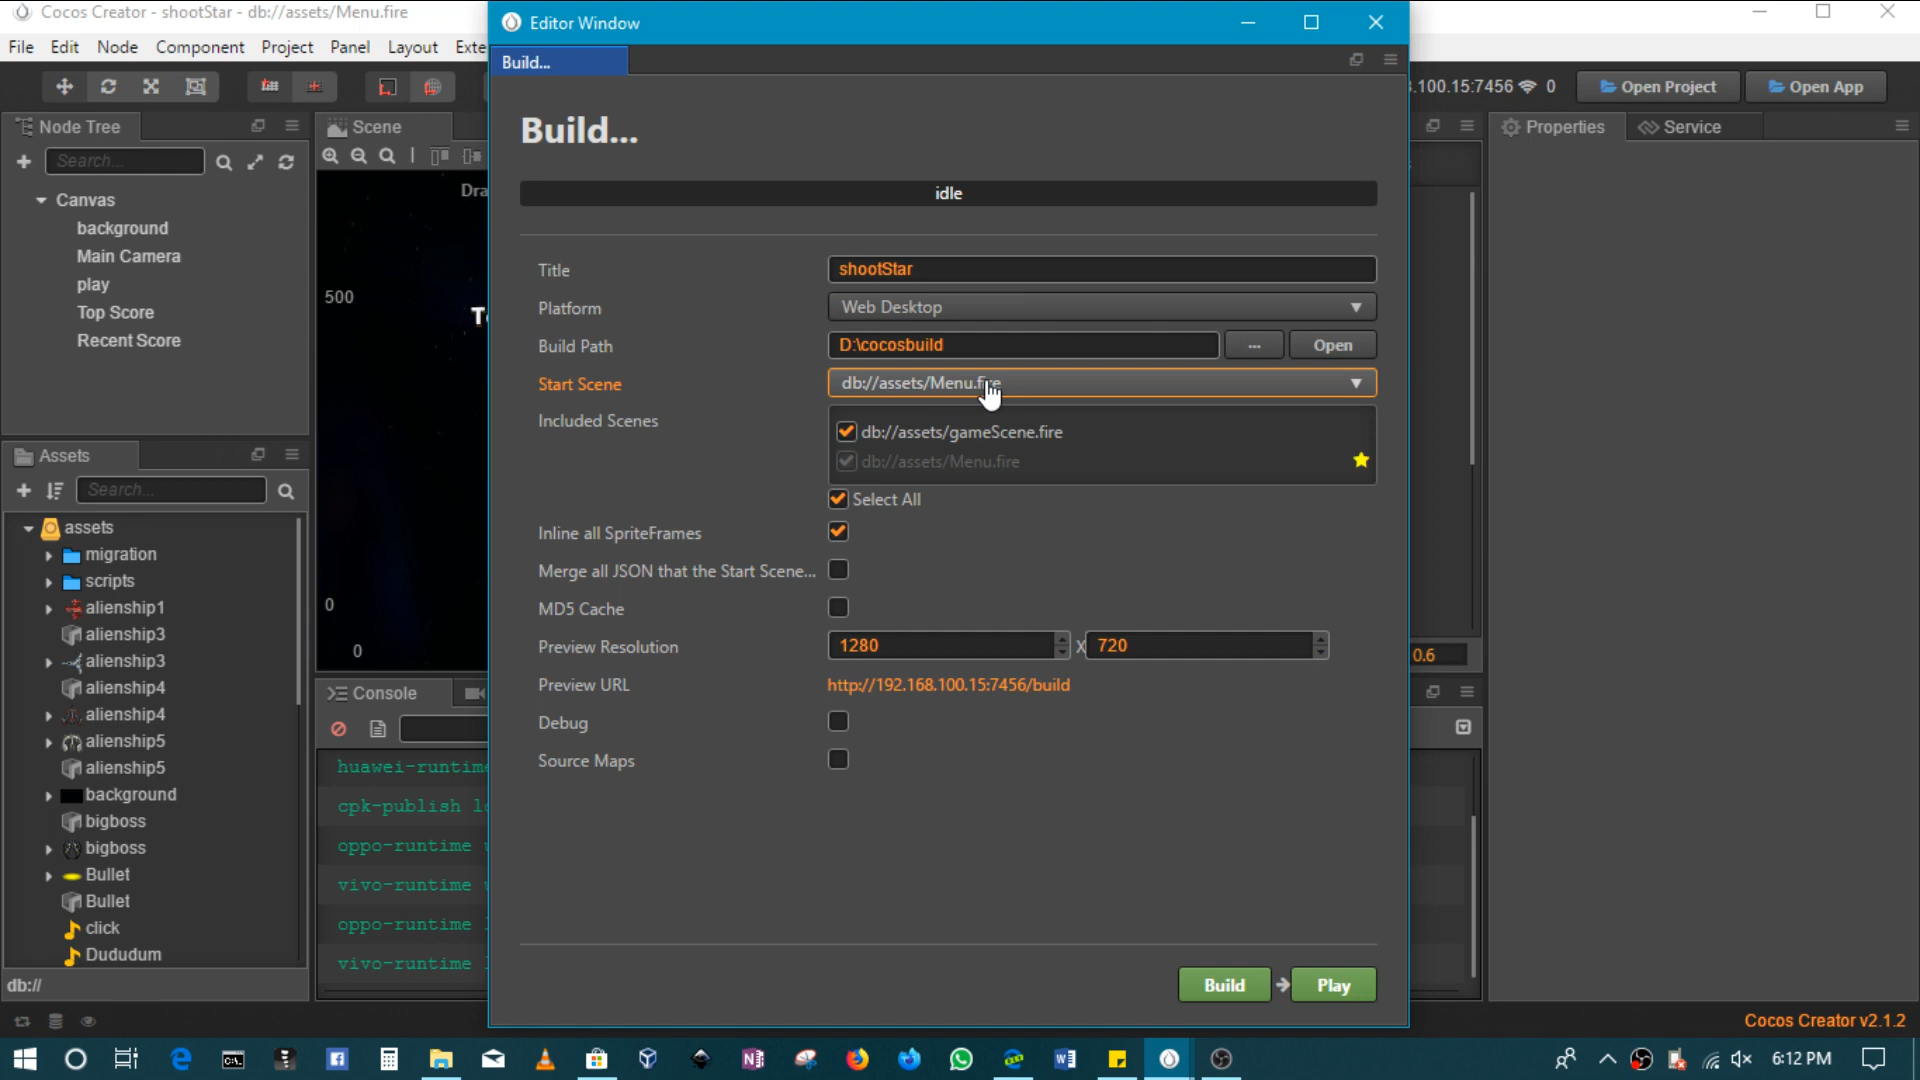 Cocos Creator - shootStar - db://assets/Menu.fire
File Edit Node Component Project Panel Layout Exte
Editor Window
Build...
.100.15:7456 0
Open Project
Open App
Node Tree
Search...
Canvas
background
Main Camera
play
Top Score
Recent Score
Scene
Dra
500
0
0
Assets
Search...
assets
migration
scripts
alienship1
alienship3
alienship3
alienship4
alienship4
alienship5
alienship5
background
bigboss
bigboss
Bullet
Bullet
click
Dududum
db://
Console
huawei-runtime
cpk-publish
oppo-runtime
vivo-runtime
oppo-runtime
vivo-runtime
Build...
idle
Title shootStar
Platform Web Desktop
Build Path D:\cocosbuild ... Open
Start Scene db://assets/Menu.fire
Included Scenes
db://assets/gameScene.fire
db://assets/Menu.fire
Select All
Inline all SpriteFrames
Merge all JSON that the Start Scene...
MD5 Cache
Preview Resolution 1280 X 720
Preview URL http://192.168.100.15:7456/build
Debug
Source Maps
Build
Play
Properties
Service
0.6
Cocos Creator v2.1.2
6:12 PM